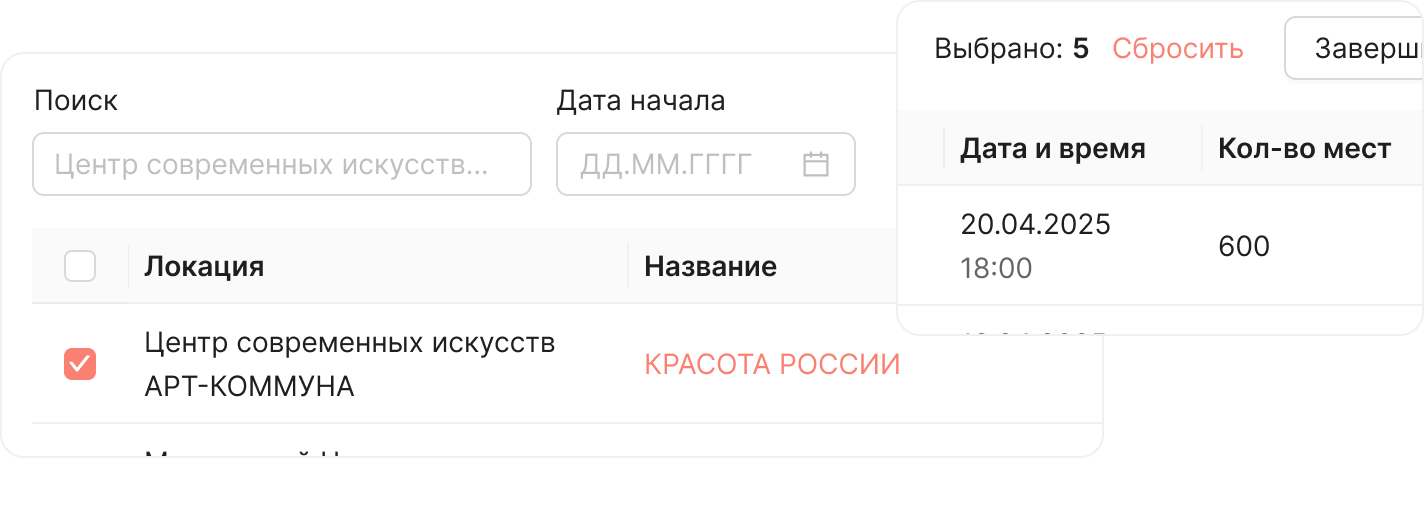 Выбрано: 5 Сбросить
Поиск
Дата начала
Центр современных искусств...
ДД.ММ.ГГГГ
Дата и время
Кол-во мест
20.04.2025
18:00
600
Локация
Название
Центр современных искусств
АРТ-КОММУНА
КРАСОТА РОССИИ